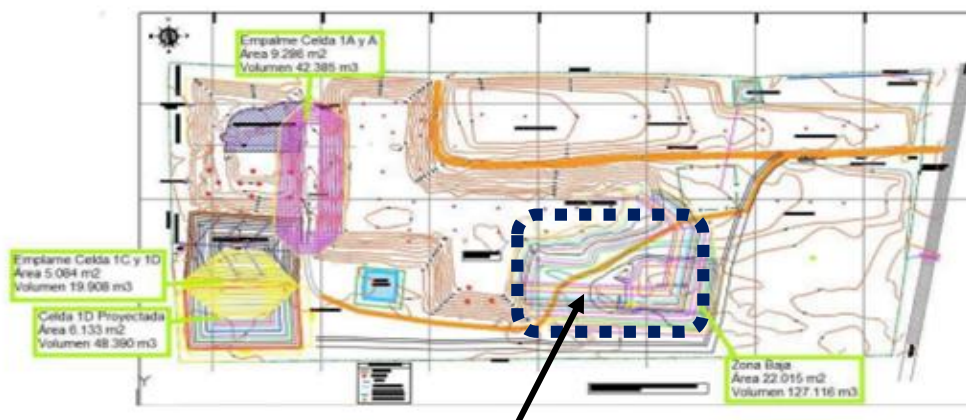 Empalme Celda 1A y A
Área 9.286 m2
Volumen 42.385 m3
Emplame Celda 1C y 1D
Área 5.084 m2
Volumen 19.908 m3
Celda 1D Proyectada
Área 6.133 m2
Volumen 48.390 m3
Zona Baja
Área 22.015 m2
Volumen 127.116 m3
Y